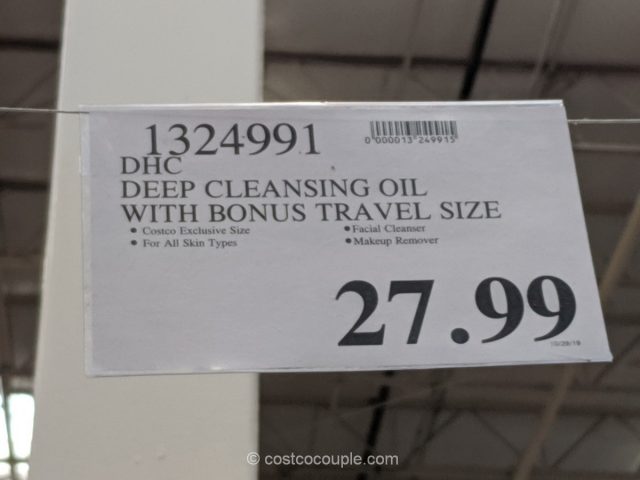 1324991
0"000013"249915"
DHC
DEEP CLEANSING OIL
WITH BONUS TRAVEL SIZE
• Costco Exclusive Size • Facial Cleanser
• For All Skin Types • Makeup Remover
27.99
© costcocouple.com